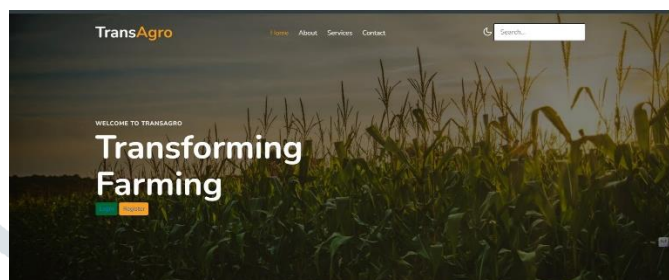 TransAgro
Home About Services Contact
Search..
WELCOME TO TRANSAGRO
Transforming
Farming
Register